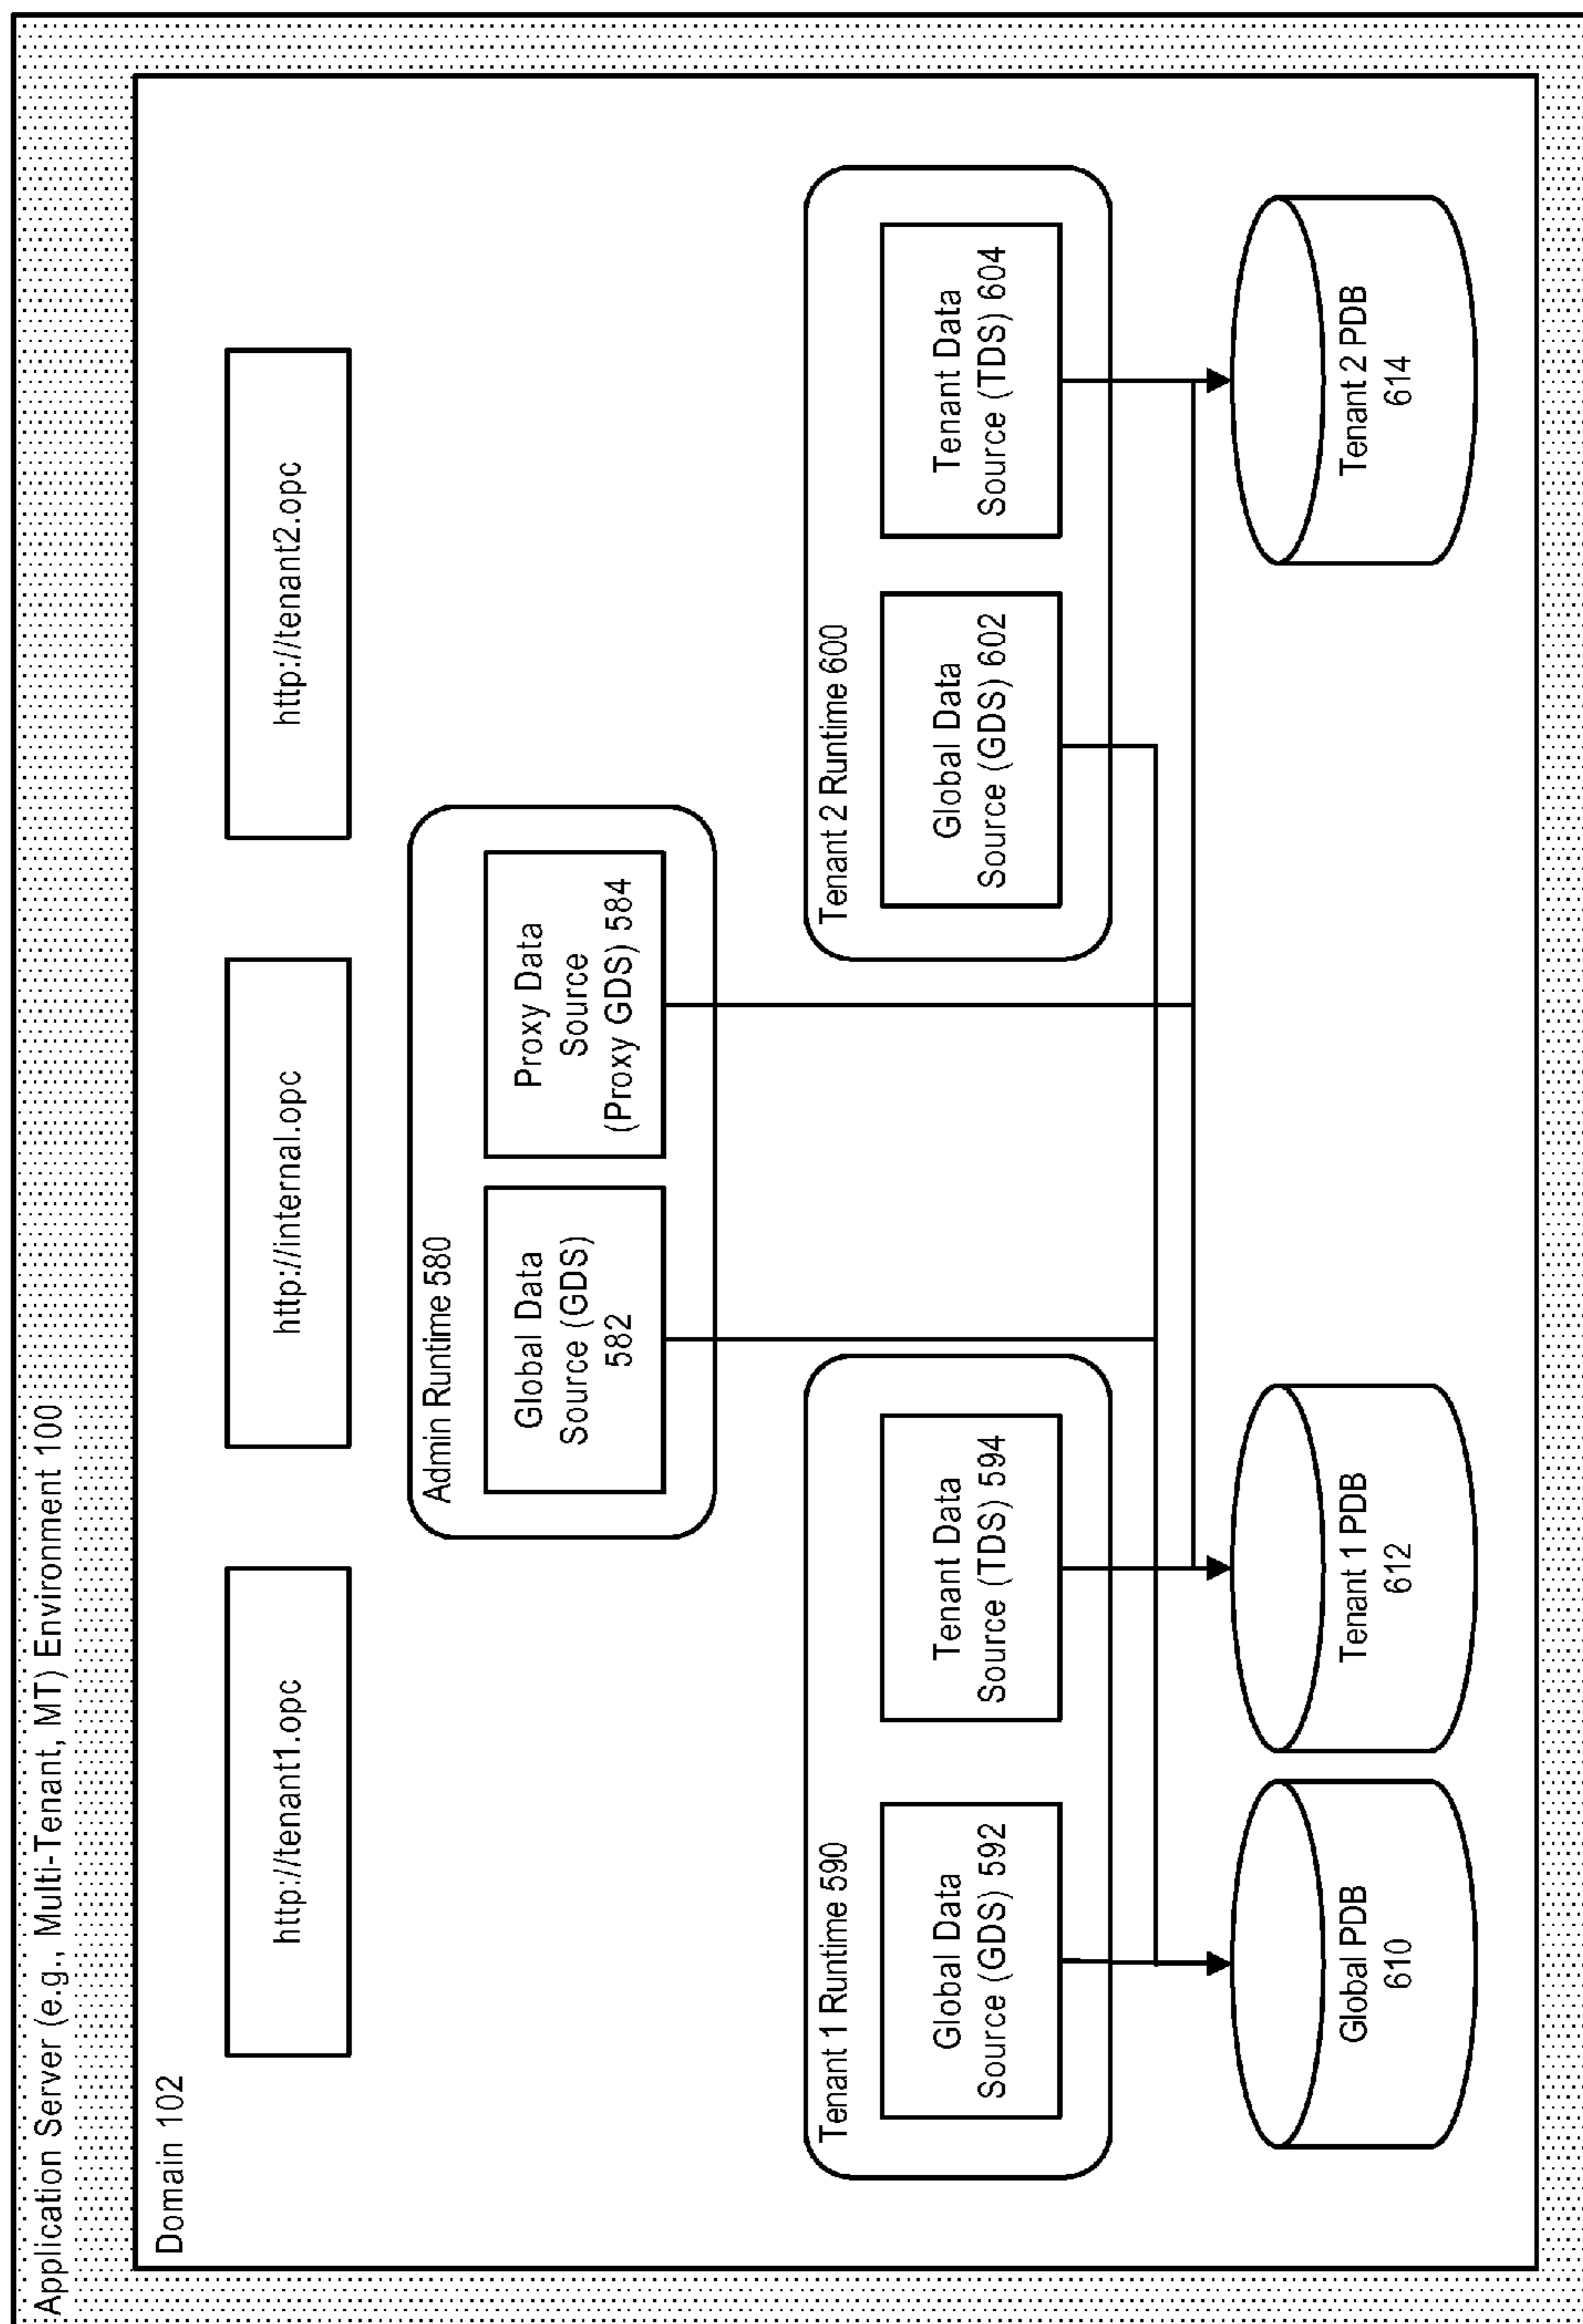 Application Server (e.g., Multi-Tenant, MT) Environment 100
Domain 102
http://tenant1.opc
http://internal.opc
http://tenant2.opc
Admin Runtime 580
Global Data
Source (GDS)
582
Proxy Data
Source
(Proxy GDS) 584
Tenant 1 Runtime 590
Global Data
Source (GDS) 592
Tenant Data
Source (TDS) 594
Tenant 2 Runtime 600
Global Data
Source (GDS) 602
Tenant Data
Source (TDS) 604
Global PDB
610
Tenant 1 PDB
612
Tenant 2 PDB
614